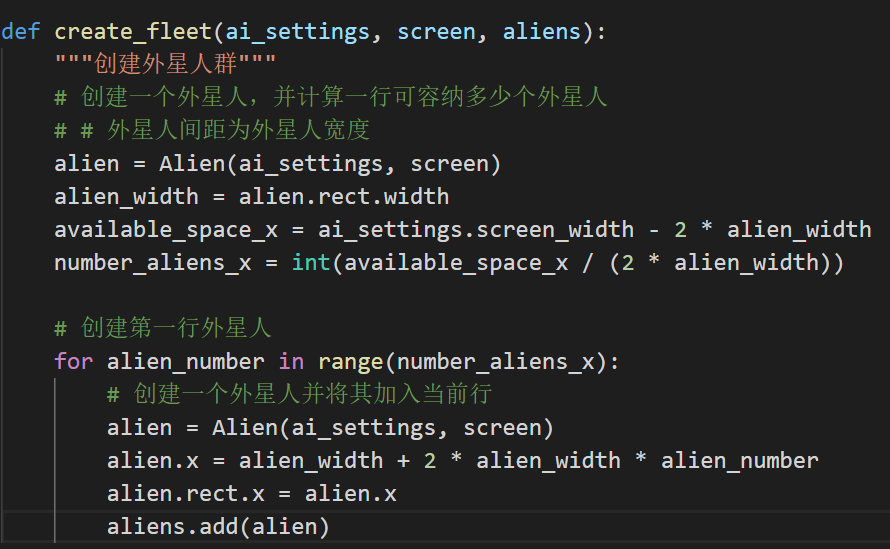 def create_fleet(ai_settings, screen, aliens):
    """创建外星人群"""
    # 创建一个外星人，并计算一行可容纳多少个外星人
    # # 外星人间距为外星人宽度
    alien = Alien(ai_settings, screen)
    alien_width = alien.rect.width
    available_space_x = ai_settings.screen_width - 2 * alien_width
    number_aliens_x = int(available_space_x / (2 * alien_width))

    # 创建第一行外星人
    for alien_number in range(number_aliens_x):
        # 创建一个外星人并将其加入当前行
        alien = Alien(ai_settings, screen)
        alien.x = alien_width + 2 * alien_width * alien_number
        alien.rect.x = alien.x
        aliens.add(alien)